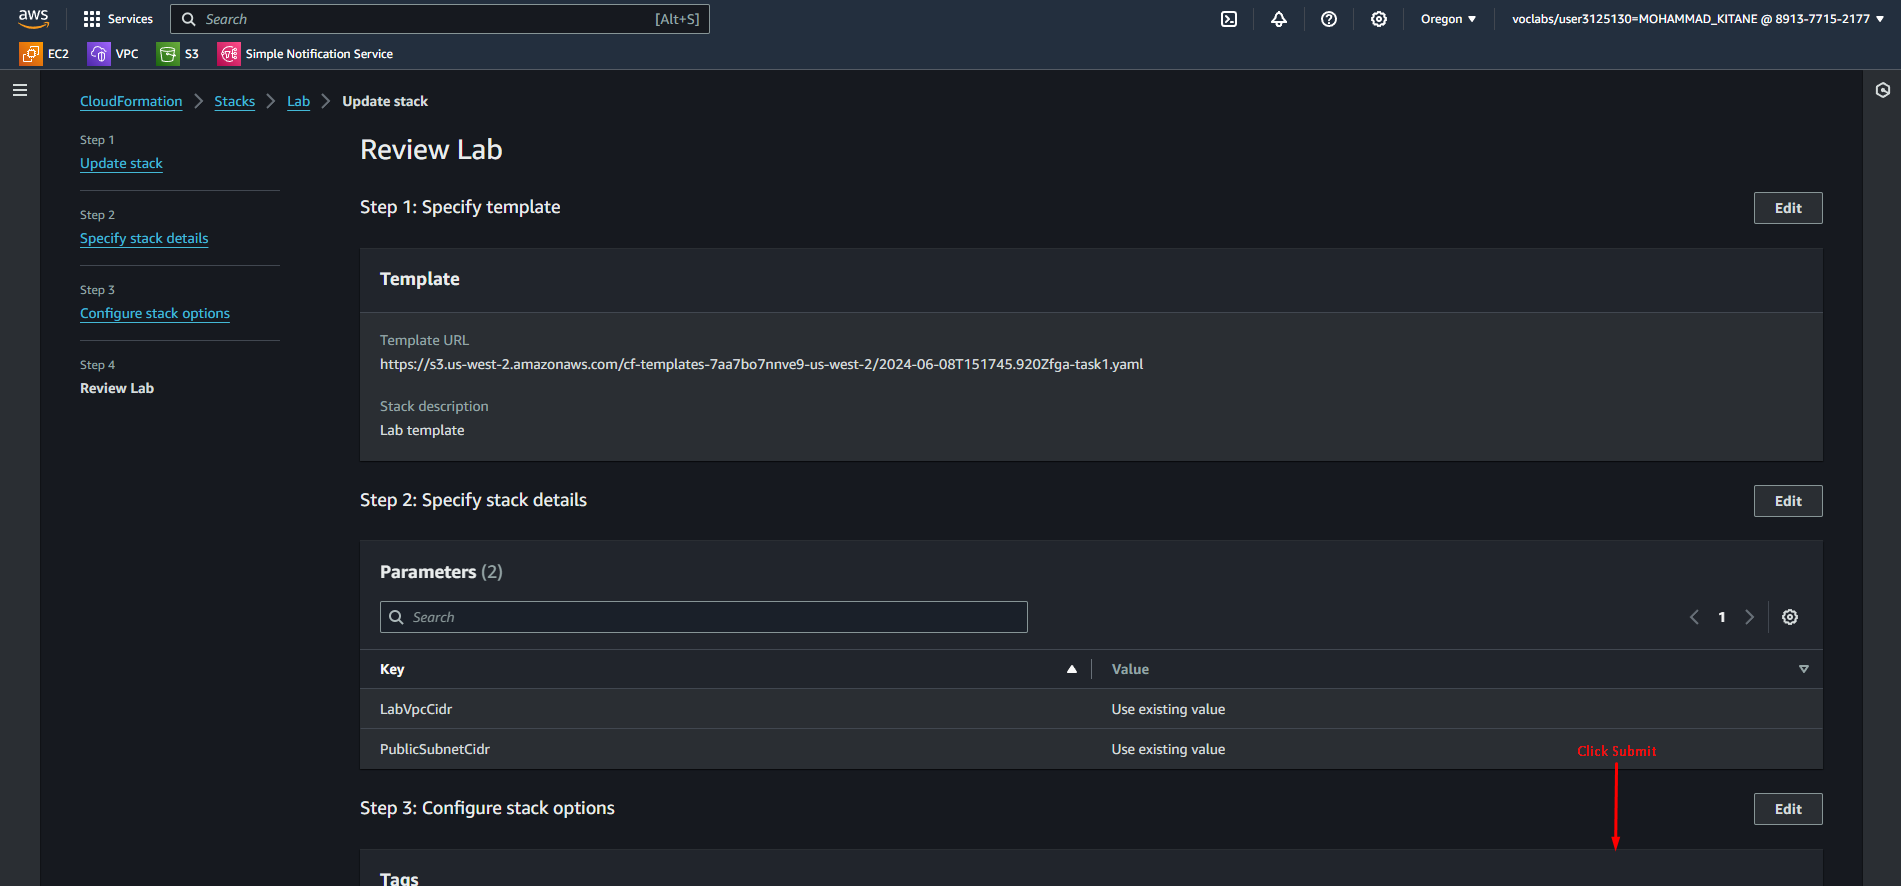 aws
Services
Search [Alt+S]
Oregon ▼
voclabs/user3125130=MOHAMMAD_KITANE @ 8913-7715-2177 ▼
EC2 VPC S3 Simple Notification Service
CloudFormation > Stacks > Lab > Update stack
Step 1
Update stack
Step 2
Specify stack details
Step 3
Configure stack options
Step 4
Review Lab
Review Lab
Step 1: Specify template
Edit
Template
Template URL
https://s3.us-west-2.amazonaws.com/cf-templates-7aa7bo7nnve9-us-west-2/2024-06-08T151745.920Zfga-task1.yaml
Stack description
Lab template
Step 2: Specify stack details
Edit
Parameters (2)
Search
1
Key Value
LabVpcCidr Use existing value
PublicSubnetCidr Use existing value
Click Submit
Step 3: Configure stack options
Edit
Tags